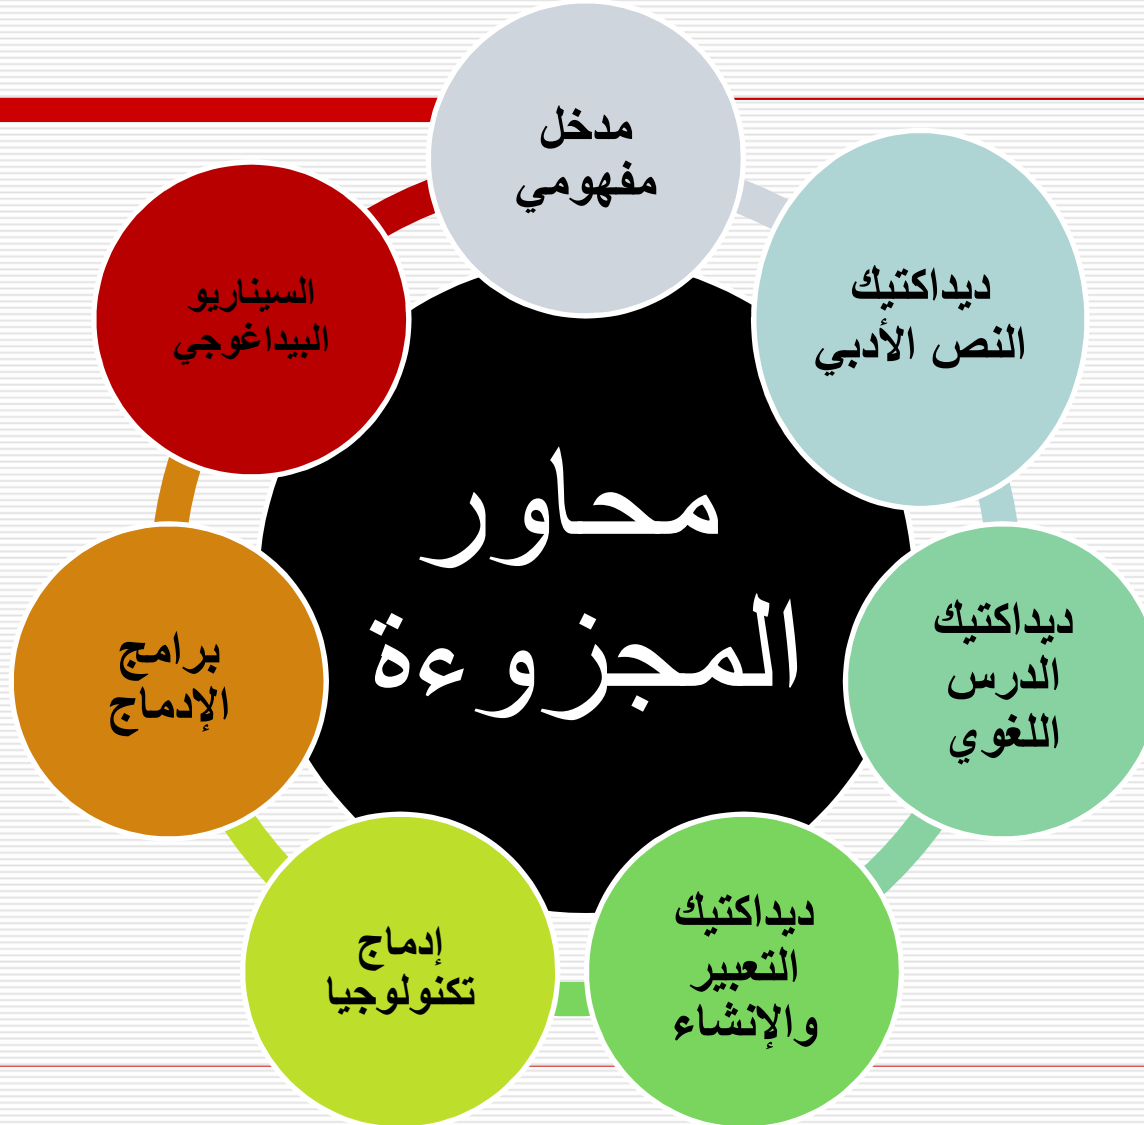 محاور
المجزوءة
مدخل
مفهومي
ديداكتيك
النص الأدبي
ديداكتيك
الدرس
اللغوي
ديداكتيك
التعبير
والإنشاء
إدماج
تكنولوجيا
برامج
الإدماج
السيناريو
البيداغوجي